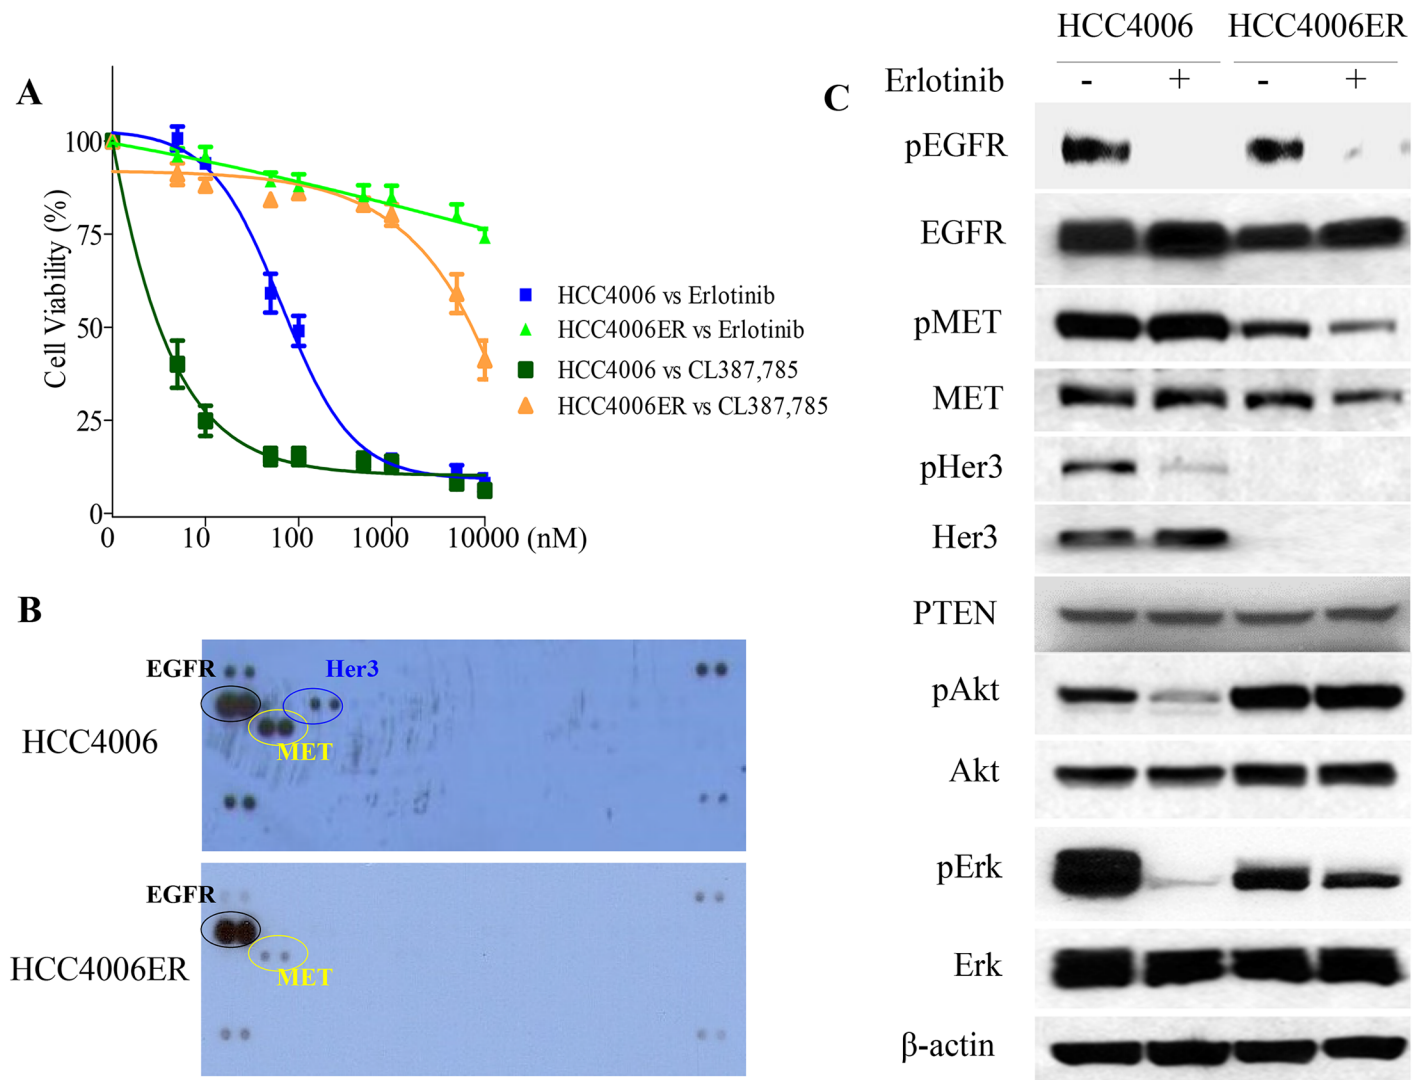 A
Cell Viability (%)
100
75
50
25
0
0 10 100 1000 10000 (nM)
HCC4006 vs Erlotinib
HCC4006ER vs Erlotinib
HCC4006 vs CL387,785
HCC4006ER vs CL387,785
B
HCC4006
EGFR
Her3
MET
HCC4006ER
EGFR
MET
C
HCC4006 HCC4006ER
Erlotinib - + - +
pEGFR
EGFR
pMET
MET
pHer3
Her3
PTEN
pAkt
Akt
pErk
Erk
β-actin